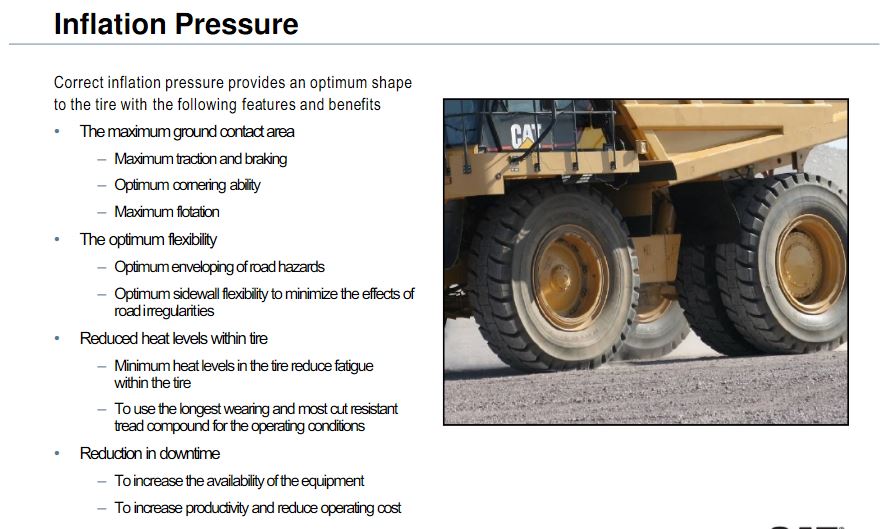 Inflation Pressure
Correct inflation pressure provides an optimum shape
to the tire with the following features and benefits
• The maximum ground contact area
– Maximum traction and braking
– Optimum cornering ability
– Maximum flotation
• The optimum flexibility
– Optimum enveloping of road hazards
– Optimum sidewall flexibility to minimize the effects of
road irregularities
• Reduced heat levels within tire
– Minimum heat levels in the tire reduce fatigue
within the tire
– To use the longest wearing and most cut resistant
tread compound for the operating conditions
• Reduction in downtime
– To increase the availability of the equipment
– To increase productivity and reduce operating cost
CAT